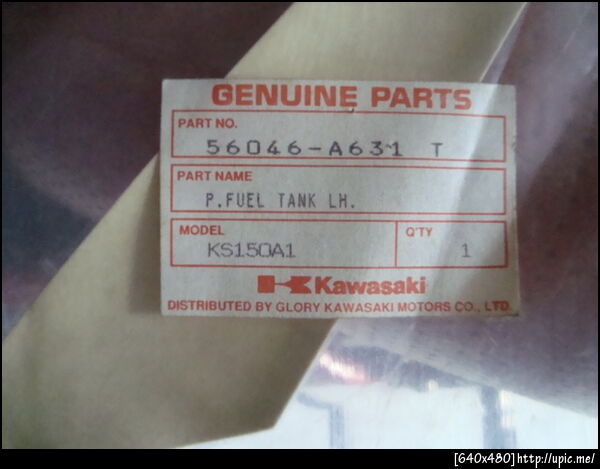 GENUINE PARTS
PART NO.
56046-A631 T
PART NAME
P.FUEL TANK LH.
MODEL
KS150A1
Q'TY
1
Kawasaki
DISTRIBUTED BY GLORY KAWASAKI MOTORS CO., LTD.
[640x480]http://upic.me/